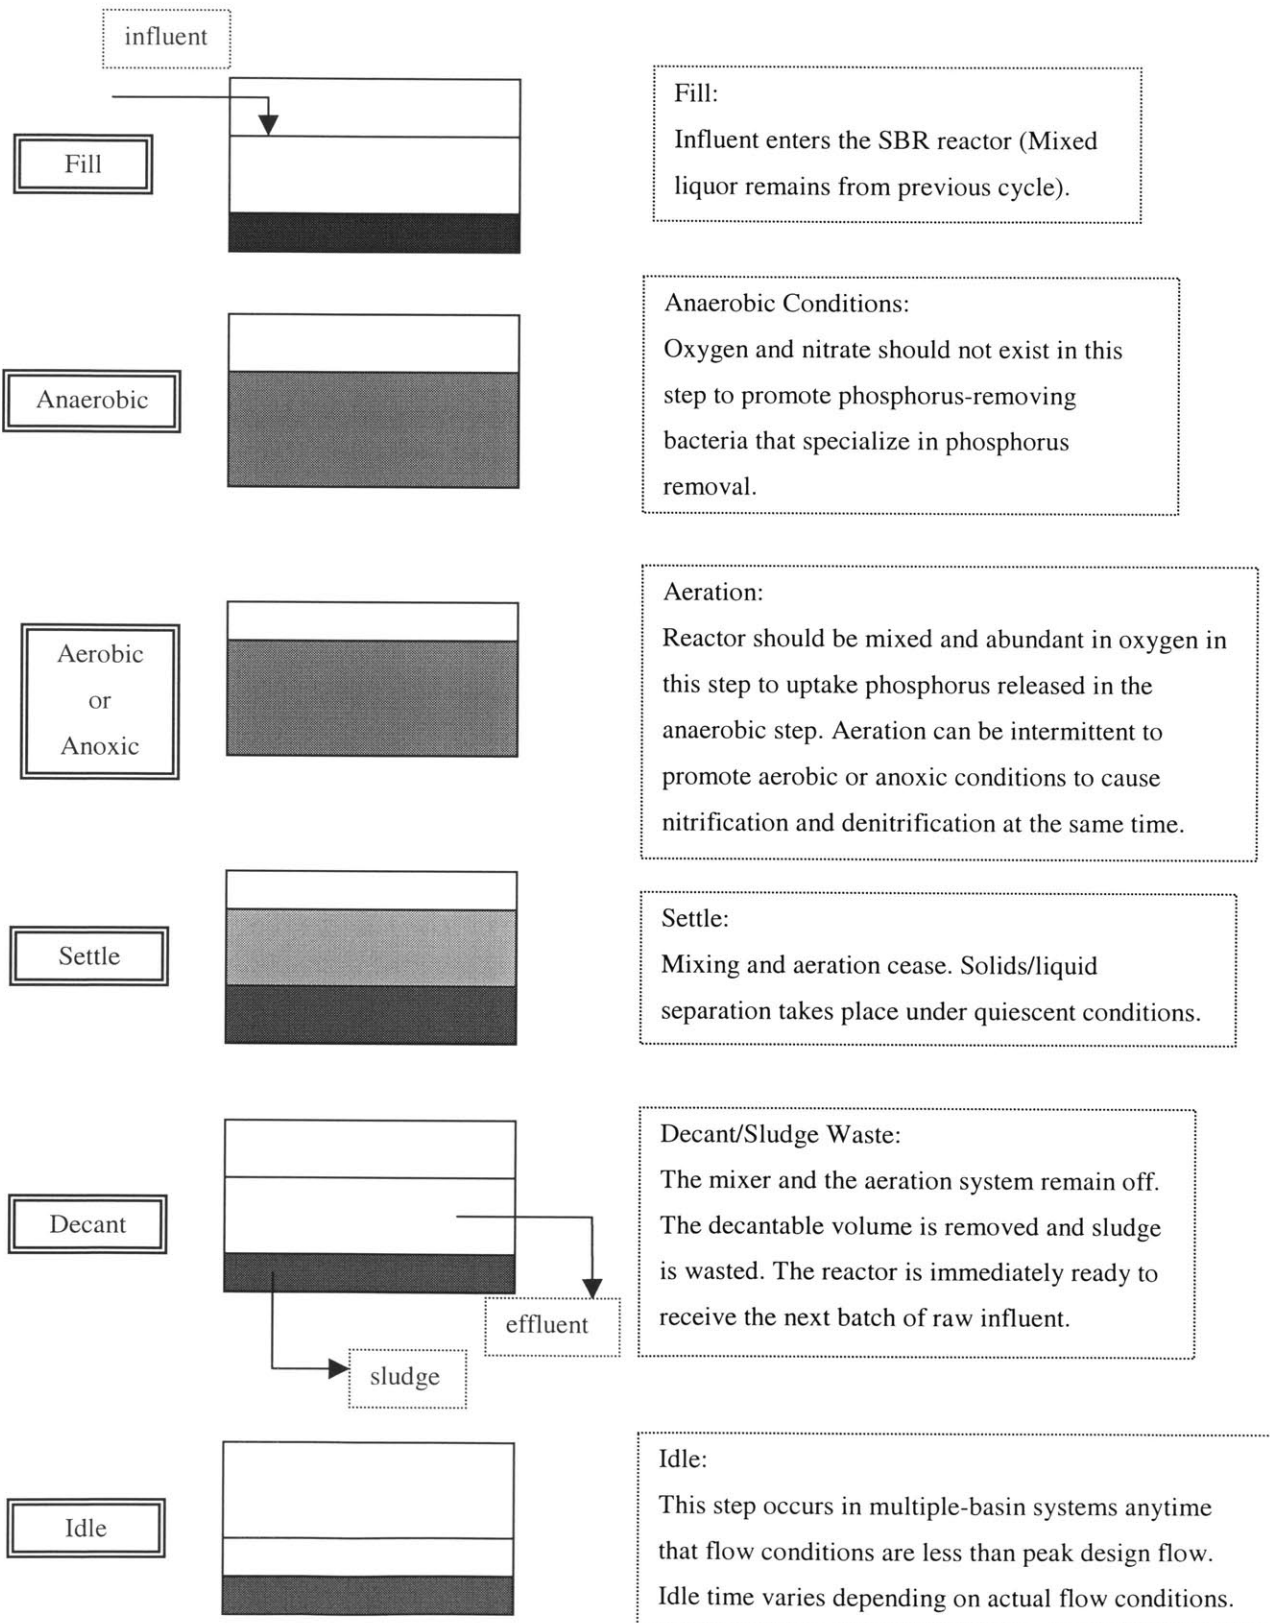 influent
Fill
Fill:
Influent enters the SBR reactor (Mixed
liquor remains from previous cycle).
Anaerobic
Anaerobic Conditions:
Oxygen and nitrate should not exist in this
step to promote phosphorus-removing
bacteria that specialize in phosphorus
removal.
Aerobic
or
Anoxic
Aeration:
Reactor should be mixed and abundant in oxygen in
this step to uptake phosphorus released in the
anaerobic step. Aeration can be intermittent to
promote aerobic or anoxic conditions to cause
nitrification and denitrification at the same time.
Settle
Settle:
Mixing and aeration cease. Solids/liquid
separation takes place under quiescent conditions.
Decant
effluent
sludge
Decant/Sludge Waste:
The mixer and the aeration system remain off.
The decantable volume is removed and sludge
is wasted. The reactor is immediately ready to
receive the next batch of raw influent.
Idle
Idle:
This step occurs in multiple-basin systems anytime
that flow conditions are less than peak design flow.
Idle time varies depending on actual flow conditions.